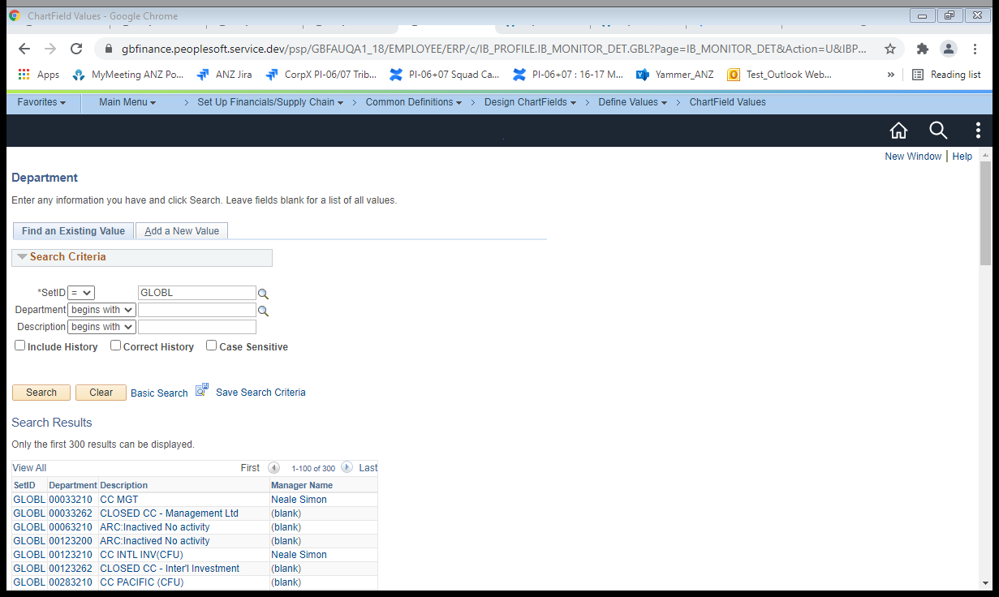 ChartField Values - Google Chrome
gbfinance.peoplesoft.service.dev/psp/GBFAUQA1_18/EMPLOYEE/ERP/c/IB_PROFILE.IB_MONITOR_DET.GBL?Page=IB_MONITOR_DET&Action=U&IBP...
Apps MyMeeting ANZ Po... ANZ Jira CorpX PI-06/07 Trib... PI-06+07 Squad Ca... PI-06+07 : 16-17 M... Yammer_ANZ Test_Outlook Web... » Reading list
Favorites Main Menu > Set Up Financials/Supply Chain > Common Definitions > Design ChartFields > Define Values > ChartField Values
New Window | Help
Department
Enter any information you have and click Search. Leave fields blank for a list of all values.
Find an Existing Value Add a New Value
Search Criteria
*SetID = GLOBL
Department begins with
Description begins with
Include History Correct History Case Sensitive
Search Clear Basic Search Save Search Criteria
Search Results
Only the first 300 results can be displayed.
View All First 1-100 of 300 Last
SetID Department Description Manager Name
GLOBL 00033210 CC MGT Neale Simon
GLOBL 00033262 CLOSED CC - Management Ltd (blank)
GLOBL 00063210 ARC:Inactived No activity (blank)
GLOBL 00123200 ARC:Inactived No activity (blank)
GLOBL 00123210 CC INTL INV(CFU) Neale Simon
GLOBL 00123262 CLOSED CC - Inter'l Investment (blank)
GLOBL 00283210 CC PACIFIC (CFU) (blank)